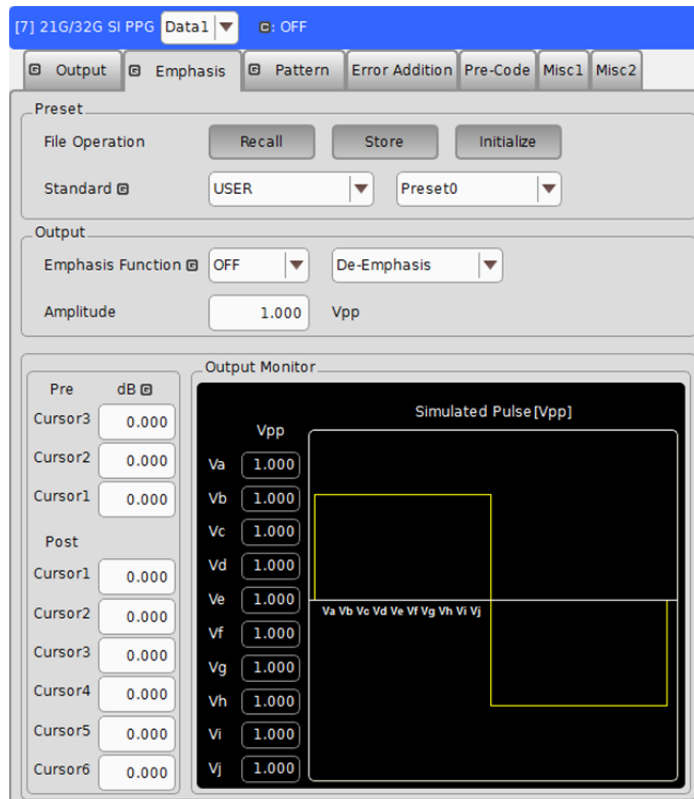 [7] 21G/32G SI PPG Data1 C: OFF
C Output C Emphasis C Pattern Error Addition Pre-Code Misc1 Misc2
Preset
File Operation Recall Store Initialize
Standard C USER Preset0
Output
Emphasis Function C OFF De-Emphasis
Amplitude 1.000 Vpp
Pre dB C
Cursor3 0.000
Cursor2 0.000
Cursor1 0.000
Post
Cursor1 0.000
Cursor2 0.000
Cursor3 0.000
Cursor4 0.000
Cursor5 0.000
Cursor6 0.000
Output Monitor
Simulated Pulse[Vpp]
Vpp
Va 1.000
Vb 1.000
Vc 1.000
Vd 1.000
Ve 1.000
Vf 1.000
Vg 1.000
Vh 1.000
Vi 1.000
Vj 1.000
Va Vb Vc Vd Ve Vf Vg Vh Vi Vj